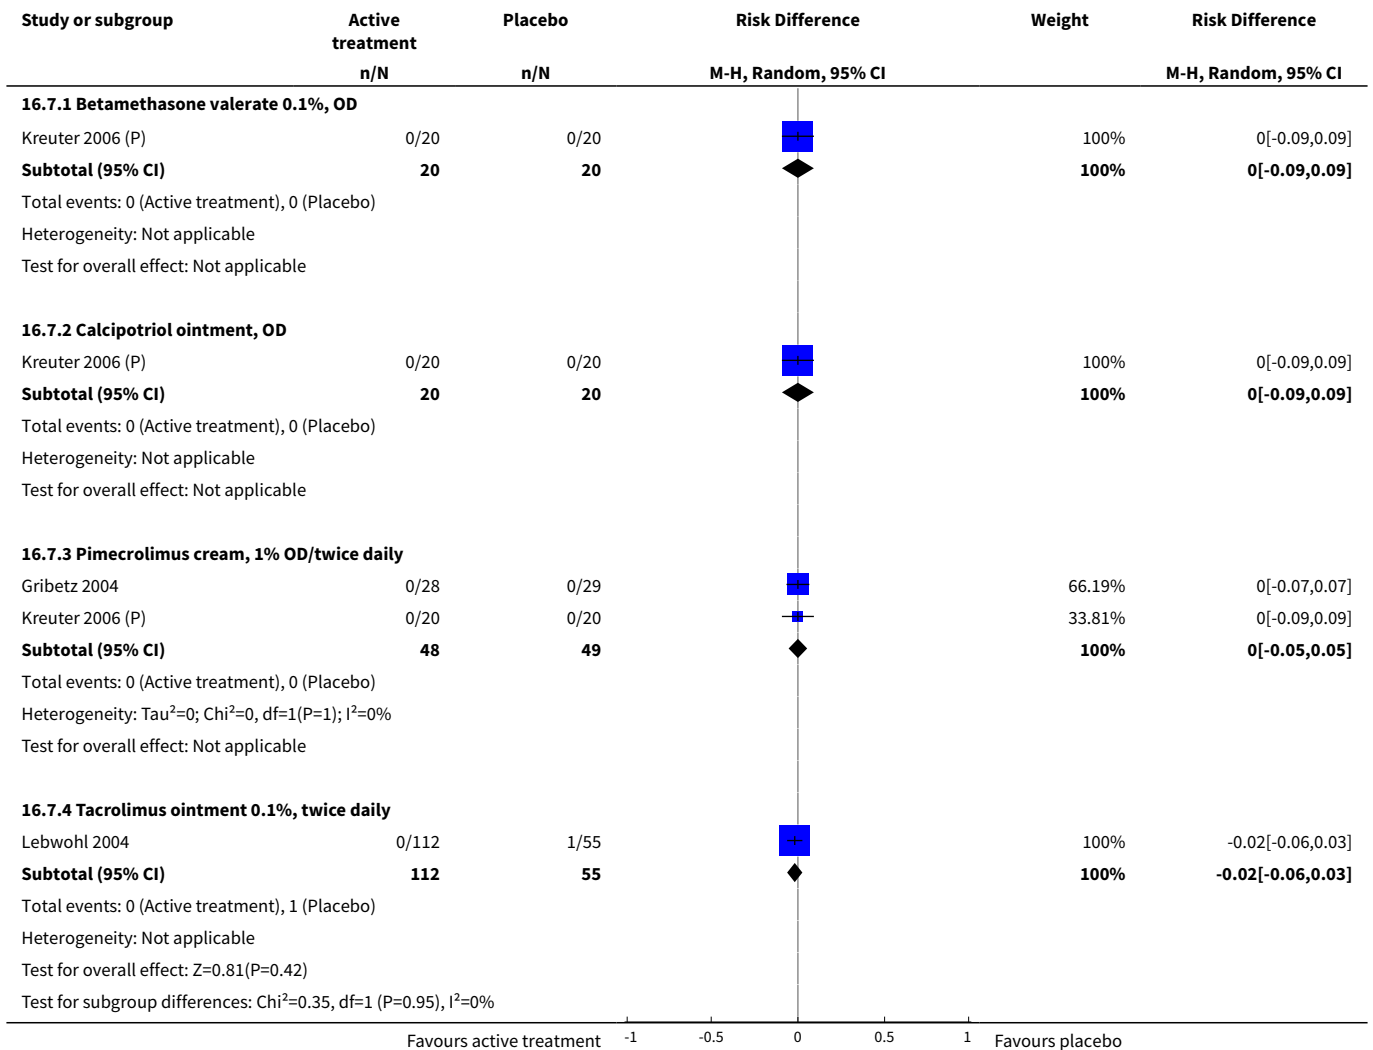 Study or subgroup Active treatment Placebo Risk Difference Weight Risk Difference
n/N n/N M-H, Random, 95% CI M-H, Random, 95% CI
16.7.1 Betamethasone valerate 0.1%, OD
Kreuter 2006 (P) 0/20 0/20 100% 0[-0.09,0.09]
Subtotal (95% CI) 20 20 100% 0[-0.09,0.09]
Total events: 0 (Active treatment), 0 (Placebo)
Heterogeneity: Not applicable
Test for overall effect: Not applicable
16.7.2 Calcipotriol ointment, OD
Kreuter 2006 (P) 0/20 0/20 100% 0[-0.09,0.09]
Subtotal (95% CI) 20 20 100% 0[-0.09,0.09]
Total events: 0 (Active treatment), 0 (Placebo)
Heterogeneity: Not applicable
Test for overall effect: Not applicable
16.7.3 Pimecrolimus cream, 1% OD/twice daily
Gribetz 2004 0/28 0/29 66.19% 0[-0.07,0.07]
Kreuter 2006 (P) 0/20 0/20 33.81% 0[-0.09,0.09]
Subtotal (95% CI) 48 49 100% 0[-0.05,0.05]
Total events: 0 (Active treatment), 0 (Placebo)
Heterogeneity: Tau²=0; Chi²=0, df=1(P=1); I²=0%
Test for overall effect: Not applicable
16.7.4 Tacrolimus ointment 0.1%, twice daily
Lebwohl 2004 0/112 1/55 100% -0.02[-0.06,0.03]
Subtotal (95% CI) 112 55 100% -0.02[-0.06,0.03]
Total events: 0 (Active treatment), 1 (Placebo)
Heterogeneity: Not applicable
Test for overall effect: Z=0.81(P=0.42)
Test for subgroup differences: Chi²=0.35, df=1 (P=0.95), I²=0%
Favours active treatment -1 -0.5 0 0.5 1 Favours placebo